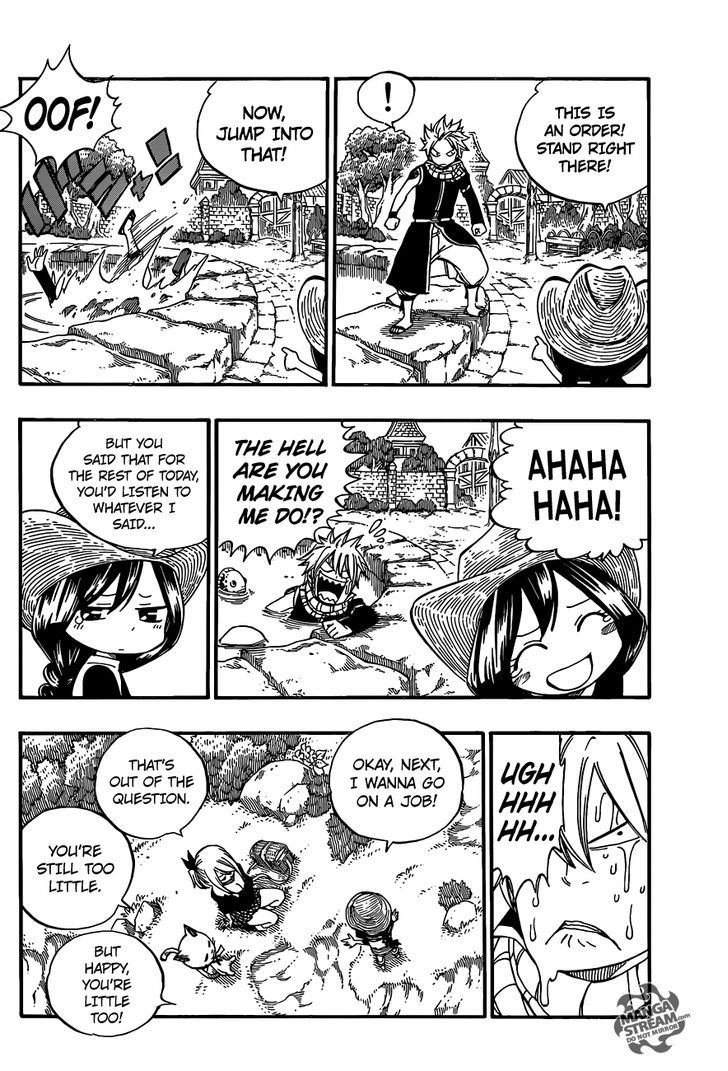 THIS IS
AN ORDER!
STAND RIGHT
THERE!
!
NOW,
JUMP INTO
THAT!
OOF!
AHAHA
HAHA!
THE HELL
ARE YOU
MAKING
ME DO!?
BUT YOU
SAID THAT FOR
THE REST OF TODAY,
YOU'D LISTEN TO
WHATEVER I
SAID...
UGH
HHH
HH...
OKAY, NEXT,
I WANNA GO
ON A JOB!
THAT'S
OUT OF THE
QUESTION.
YOU'RE
STILL TOO
LITTLE.
BUT
HAPPY,
YOU'RE
LITTLE
TOO!
MANGA
STREAM.com
DO NOT MIRROR